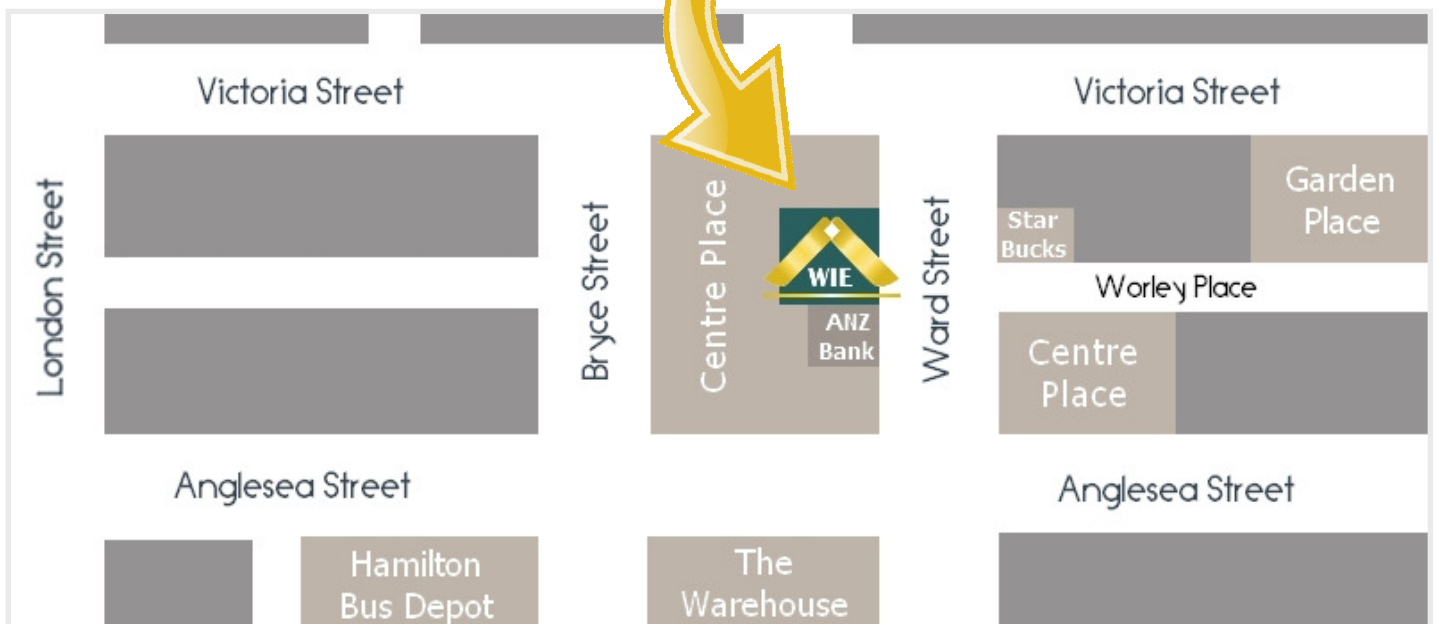 Victoria Street
Victoria Street
London Street
Bryce Street
Centre Place
WIE
ANZ
Bank
Ward Street
Star
Bucks
Garden
Place
Worley Place
Centre
Place
Anglesea Street
Anglesea Street
Hamilton
Bus Depot
The
Warehouse